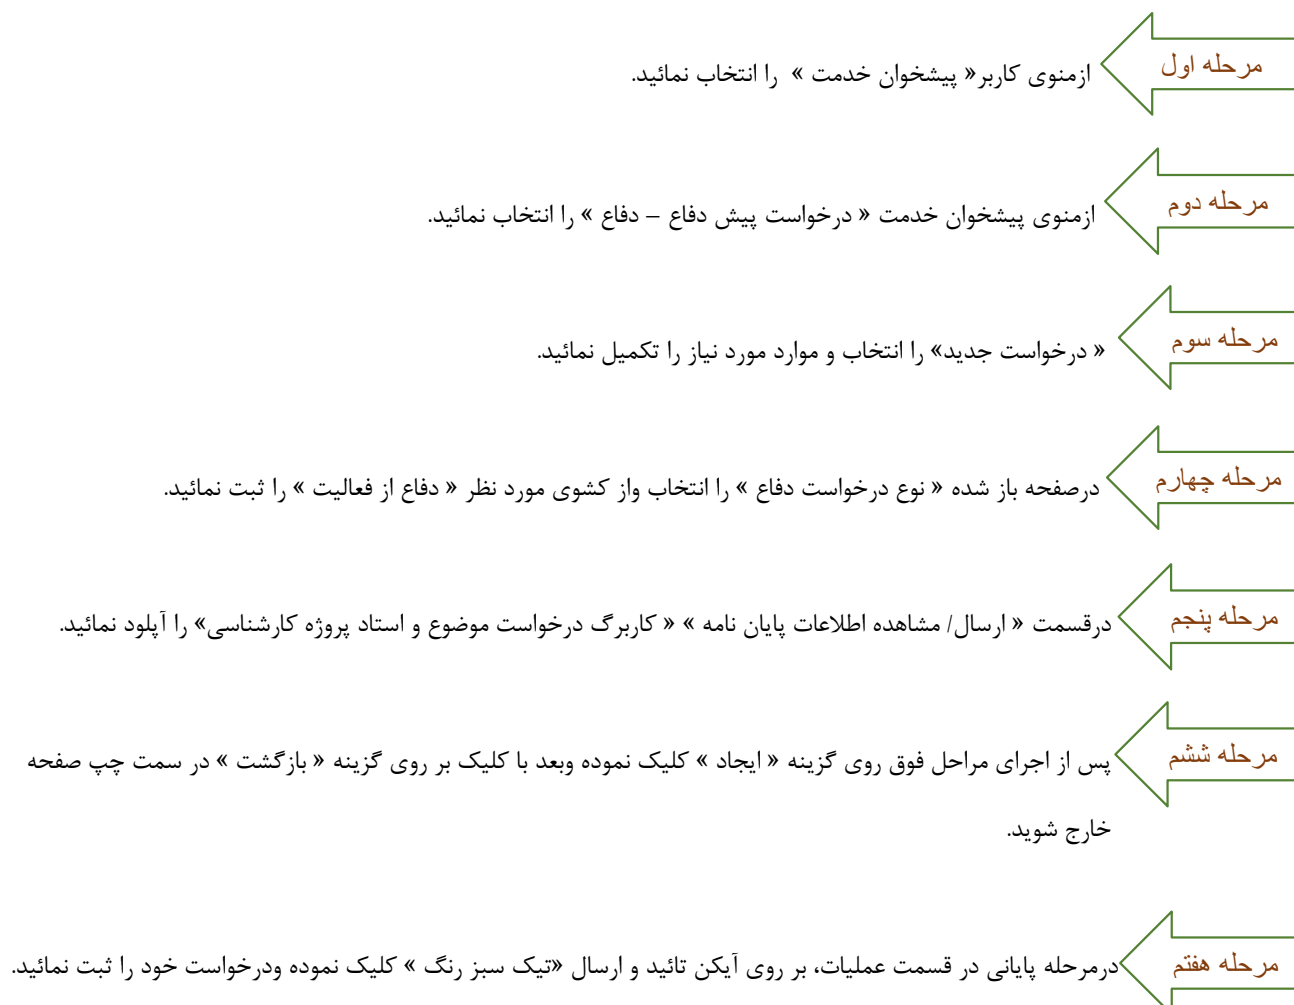 مرحله اول
ازمنوی کاربر« پیشخوان خدمت » را انتخاب نمائید.
مرحله دوم
ازمنوی پیشخوان خدمت « درخواست پیش دفاع – دفاع » را انتخاب نمائید.
مرحله سوم
« درخواست جدید» را انتخاب و موارد مورد نیاز را تکمیل نمائید.
مرحله چهارم
درصفحه باز شده « نوع درخواست دفاع » را انتخاب واز کشوی مورد نظر « دفاع از فعالیت » را ثبت نمائید.
مرحله پنجم
درقسمت « ارسال/ مشاهده اطلاعات پایان نامه » « کاربرگ درخواست موضوع و استاد پروژه کارشناسی» را آپلود نمائید.
مرحله ششم
پس از اجرای مراحل فوق روی گزینه « ایجاد » کلیک نموده وبعد با کلیک بر روی گزینه « بازگشت » در سمت چپ صفحه
خارج شوید.
مرحله هفتم
درمرحله پایانی در قسمت عملیات، بر روی آیکن تائید و ارسال «تیک سبز رنگ » کلیک نموده ودرخواست خود را ثبت نمائید.